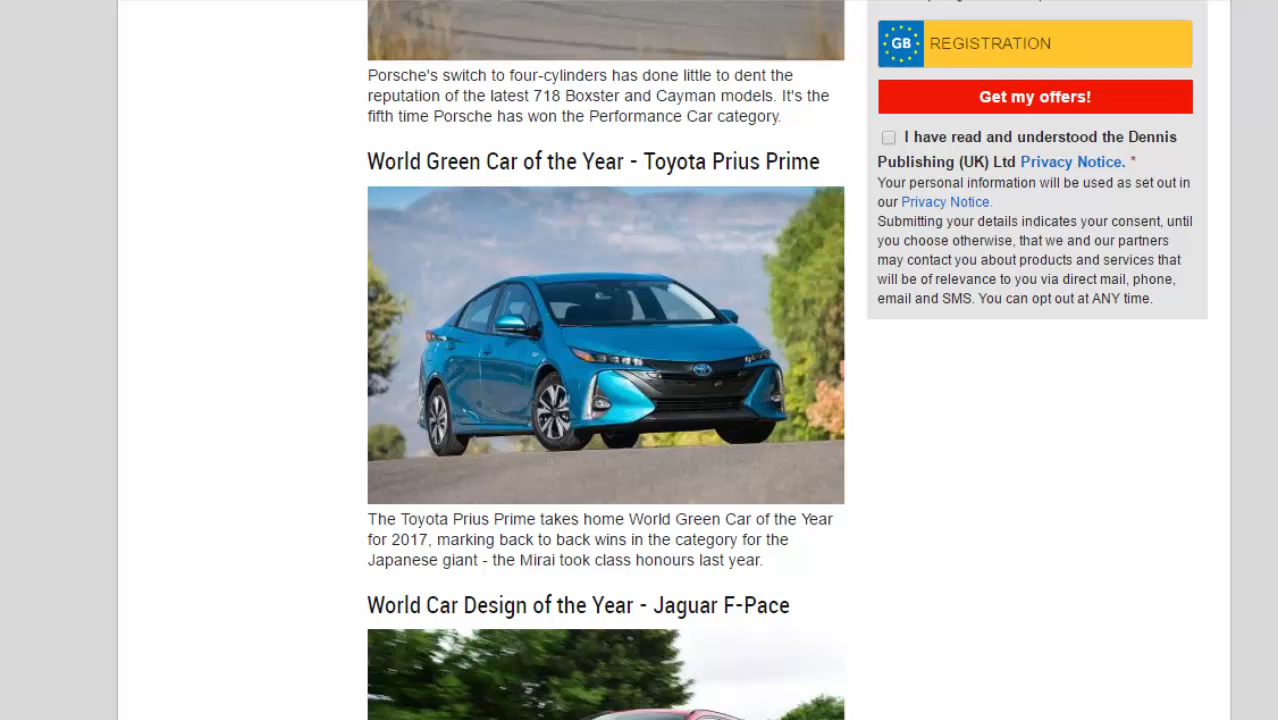 Porsche's switch to four-cylinders has done little to dent the
reputation of the latest 718 Boxster and Cayman models. It's the
fifth time Porsche has won the Performance Car category.
World Green Car of the Year - Toyota Prius Prime
The Toyota Prius Prime takes home World Green Car of the Year
for 2017, marking back to back wins in the category for the
Japanese giant - the Mirai took class honours last year.
World Car Design of the Year - Jaguar F-Pace
GB REGISTRATION
Get my offers!
I have read and understood the Dennis
Publishing (UK) Ltd Privacy Notice. *
Your personal information will be used as set out in
our Privacy Notice.
Submitting your details indicates your consent, until
you choose otherwise, that we and our partners
may contact you about products and services that
will be of relevance to you via direct mail, phone,
email and SMS. You can opt out at ANY time.